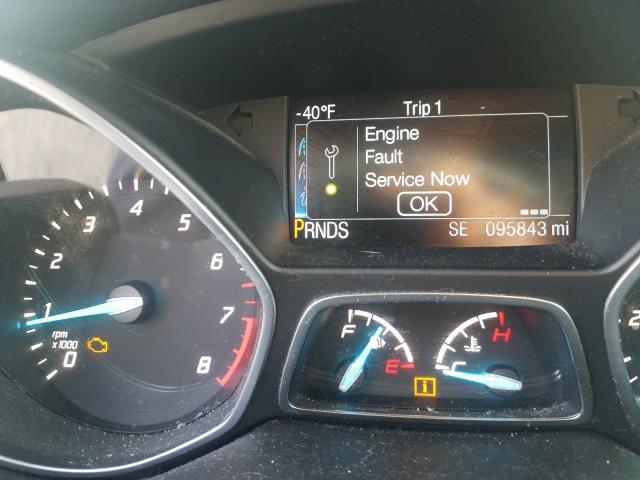 -40°F Trip 1
Engine
Fault
Service Now
OK
PRNDS SE 095843 mi
0
1
2
3
4
5
6
7
8
rpm
x1000
F
E
C
H
i
2